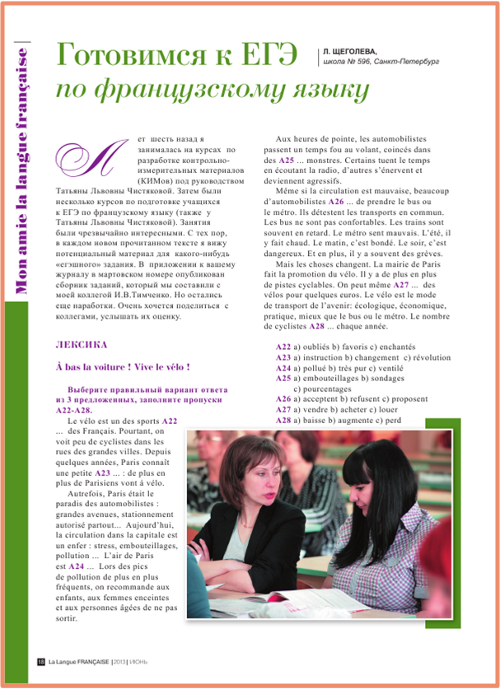 Mon amie la langue française
Готовимся к ЕГЭ
по французскому языку
Л. ЩЕГОЛЕВА,
школа № 596, Санкт-Петербург
Лет шесть назад я
занималась на курсах по
разработке контрольно-
измерительных материалов
(КИМов) под руководством
Татьяны Львовны Чистяковой. Затем были
несколько курсов по подготовке учащихся
к ЕГЭ по французскому языку (также у
Татьяны Львовны Чистяковой). Занятия
были чрезвычайно интересными. С тех пор,
в каждом новом прочитанном тексте я вижу
потенциальный материал для какого-нибудь
«егэшного» задания. В приложении к вашему
журналу в мартовском номере опубликован
сборник заданий, который мы составили с
моей коллегой И.В.Тимченко. Но остались
еще наработки. Очень хочется поделиться с
коллегами, услышать их оценку.
ЛЕКСИКА
À bas la voiture ! Vive le vélo !
Выберите правильный вариант ответа
из 3 предложенных, заполните пропуски
А22-А28.
Le vélo est un des sports A22
... des Français. Pourtant, on
voit peu de cyclistes dans les
rues des grandes villes. Depuis
quelques années, Paris connaît
une petite A23 ... : de plus en
plus de Parisiens vont à vélo.
Autrefois, Paris était le
paradis des automobilistes :
grandes avenues, stationnement
autorisé partout... Aujourd’hui,
la circulation dans la capitale est
un enfer : stress, embouteillages,
pollution ... L’air de Paris
est A24 ... Lors des pics
de pollution de plus en plus
fréquents, on recommande aux
enfants, aux femmes enceintes
et aux personnes âgées de ne pas
sortir.
Aux heures de pointe, les automobilistes
passent un temps fou au volant, coincés dans
des A25 ... monstres. Certains tuent le temps
en écoutant la radio, d’autres s’énervent et
deviennent agressifs.
Même si la circulation est mauvaise, beaucoup
d’automobilistes A26 ... de prendre le bus ou
le métro. Ils détestent les transports en commun.
Les bus ne sont pas confortables. Les trains sont
souvent en retard. Le métro sent mauvais. L’été, il
y fait chaud. Le matin, c’est bondé. Le soir, c’est
dangereux. Et en plus, il y a souvent des grèves.
Mais les choses changent. La mairie de Paris
fait la promotion du vélo. Il y a de plus en plus
de pistes cyclables. On peut même A27 ... des
vélos pour quelques euros. Le vélo est le mode
de transport de l’avenir: écologique, économique,
pratique, mieux que le bus ou le métro. Le nombre
de cyclistes A28 ... chaque année.
A22 a) oubliés b) favoris c) enchantés
A23 a) instruction b) changement c) révolution
A24 a) pollué b) très pur c) ventilé
A25 a) embouteillages b) sondages
c) pourcentages
A26 a) acceptent b) refusent c) proposent
A27 a) vendre b) acheter c) louer
A28 a) baisse b) augmente c) perd
18 La Langue FRANÇAISE | 2013 | ИЮНЬ